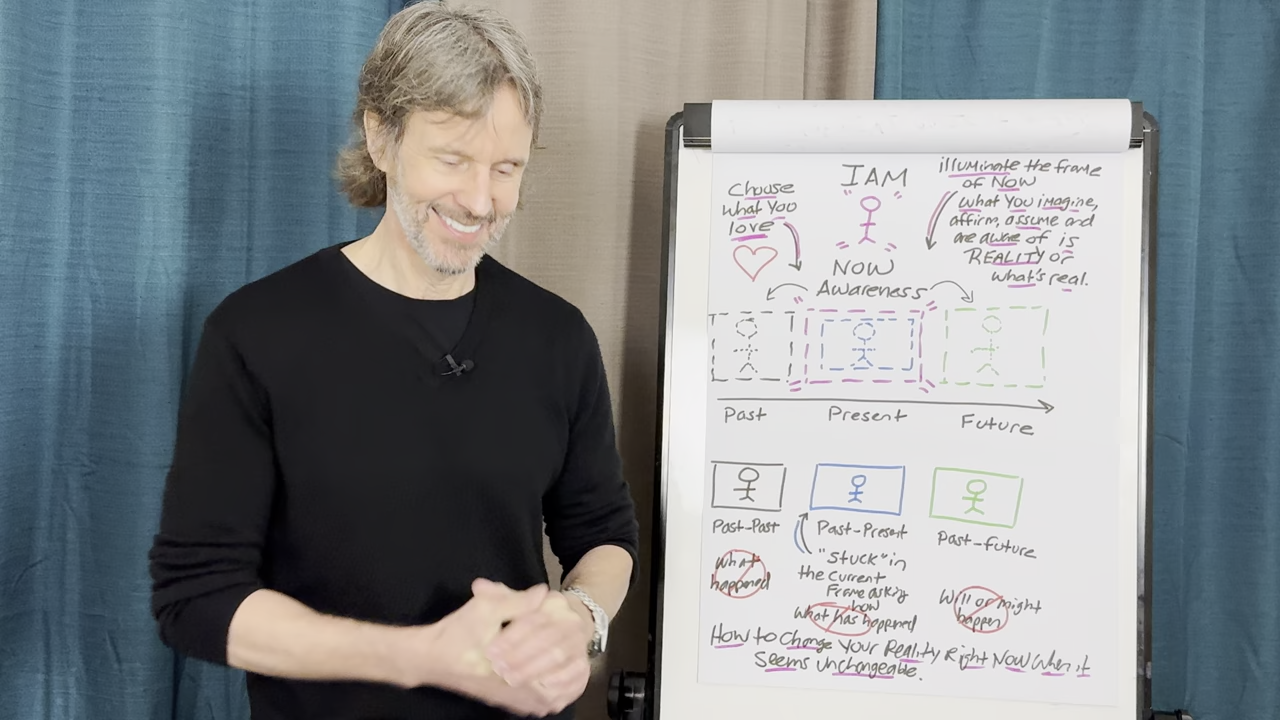 Choose
what you
love
I AM
NOW
Awareness
illuminate the frame
of NOW
what you imagine,
affirm, assume and
are aware of is
REALITY or
what's real.
Past
Present
Future
Past-Past
Past-Present
Past-Future
what
happened
"Stuck" in
the current
Frame asking
how
what has happened
Will or might
happen
How to Change Your Reality Right Now When it
Seems Unchangeable.